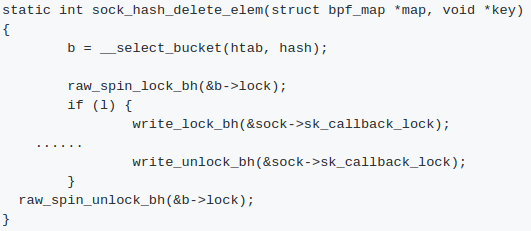 static int sock_hash_delete_elem(struct bpf_map *map, void *key)
{
        b = __select_bucket(htab, hash);

        raw_spin_lock_bh(&b->lock);
        if (l) {
                write_lock_bh(&sock->sk_callback_lock);
    ......
                write_unlock_bh(&sock->sk_callback_lock);
        }
  raw_spin_unlock_bh(&b->lock);
}